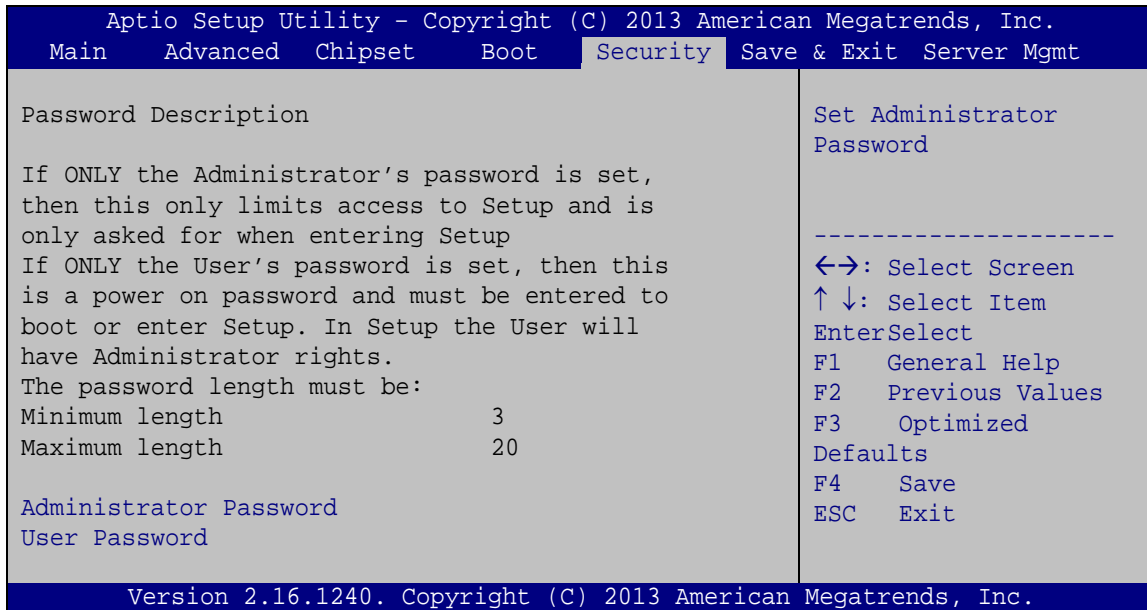 Aptio Setup Utility – Copyright (C) 2013 American Megatrends, Inc.
Main Advanced Chipset Boot Security Save & Exit Server Mgmt
Password Description
If ONLY the Administrator’s password is set,
then this only limits access to Setup and is
only asked for when entering Setup
If ONLY the User’s password is set, then this
is a power on password and must be entered to
boot or enter Setup. In Setup the User will
have Administrator rights.
The password length must be:
Minimum length 3
Maximum length 20
Administrator Password
User Password
Set Administrator
Password
---------------------
←→: Select Screen
↑ ↓: Select Item
EnterSelect
F1 General Help
F2 Previous Values
F3 Optimized
Defaults
F4 Save
ESC Exit
Version 2.16.1240. Copyright (C) 2013 American Megatrends, Inc.